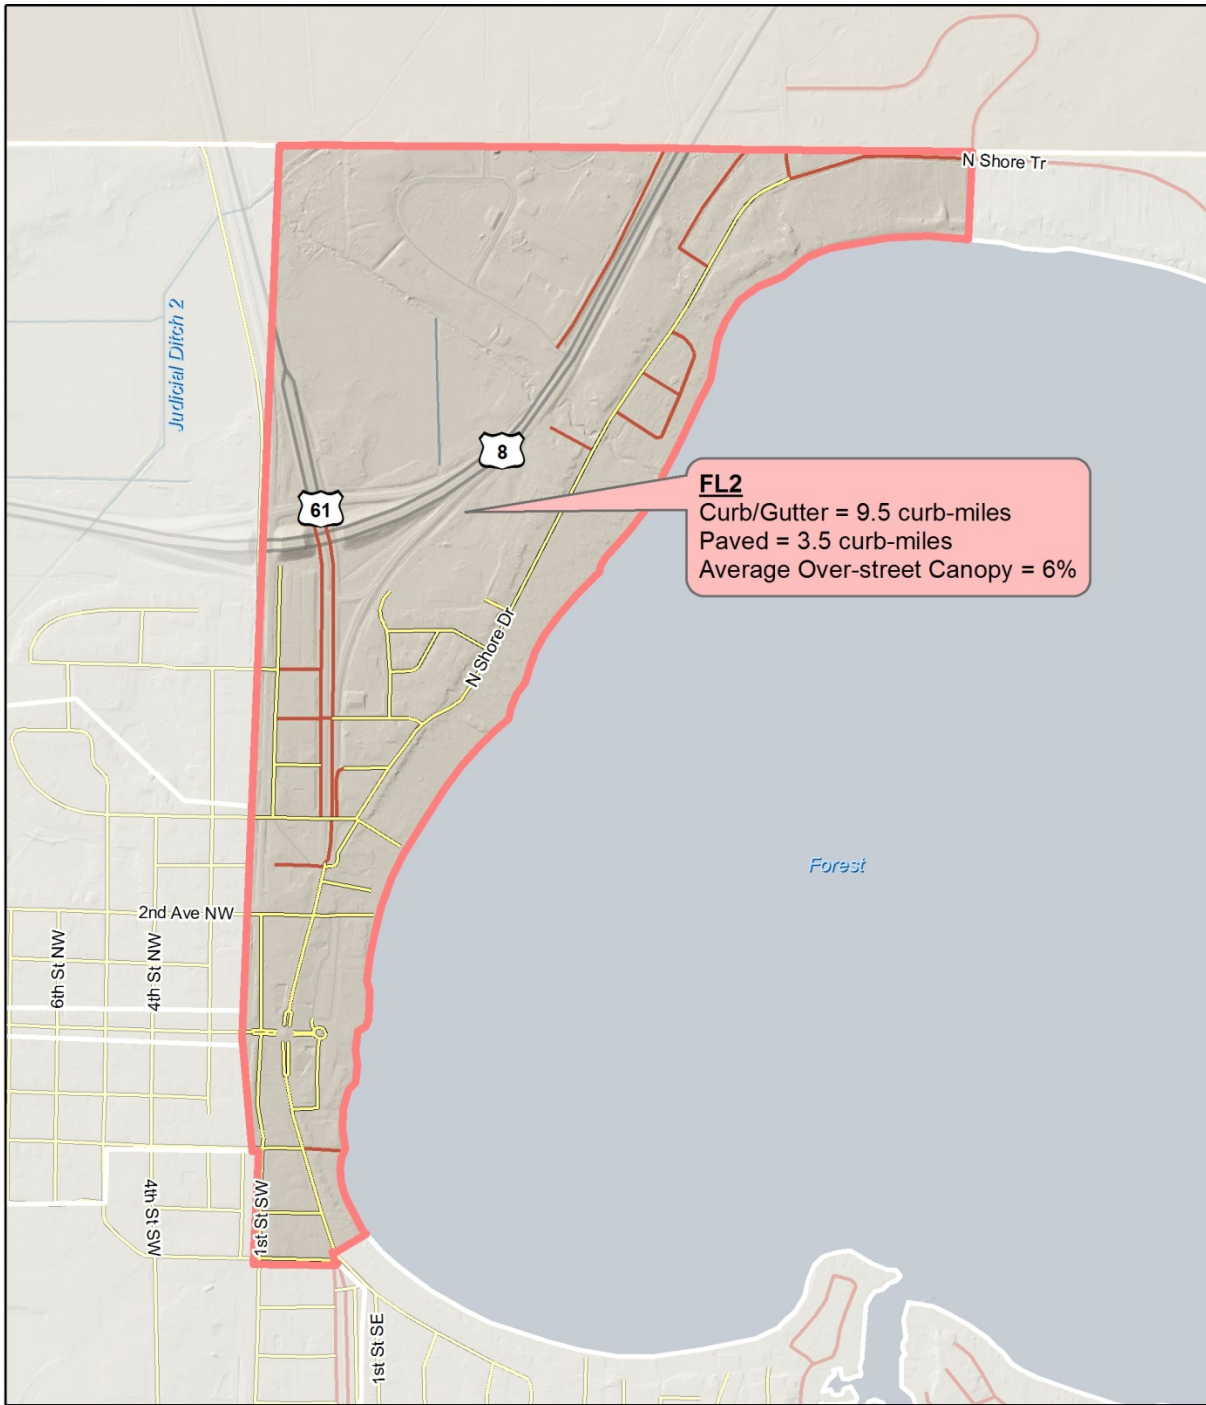 N Shore Tr
Judicial Ditch 2
8
61
FL2
Curb/Gutter = 9.5 curb-miles
Paved = 3.5 curb-miles
Average Over-street Canopy = 6%
N Shore Dr
Forest
2nd Ave NW
6th St NW
4th St NW
4th St SW
1st St SW
1st St SE